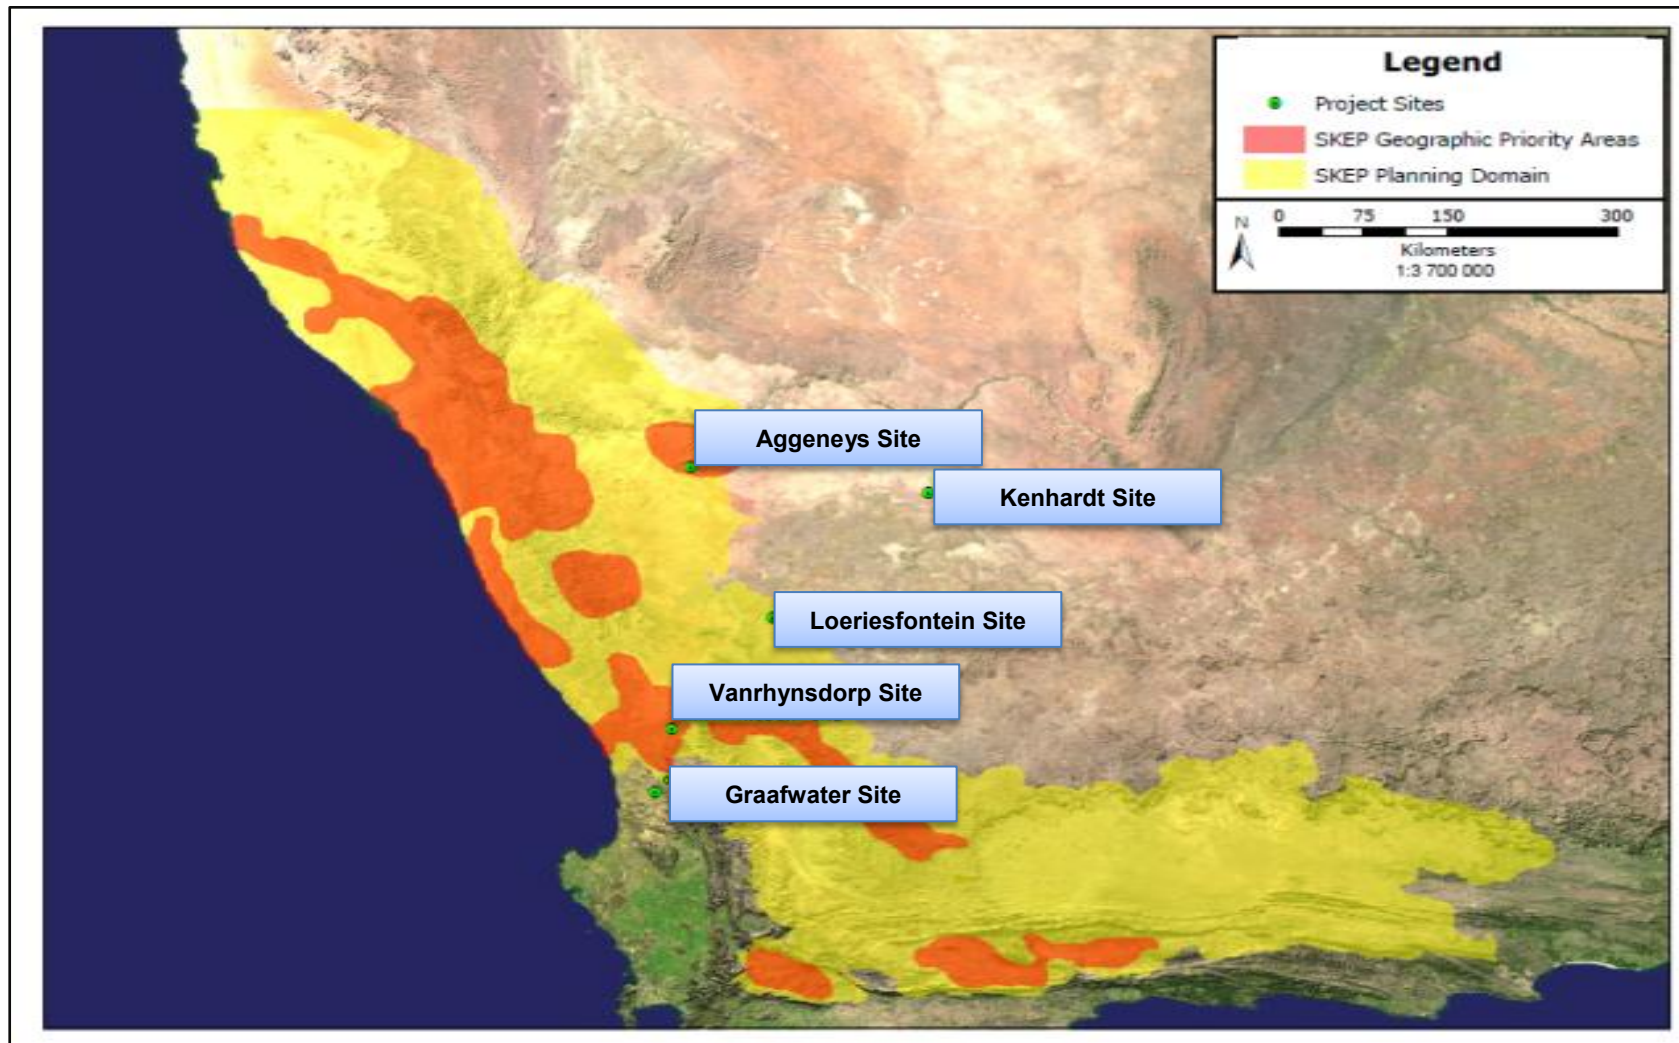 Legend
Project Sites
SKEP Geographic Priority Areas
SKEP Planning Domain
N
0 75 150 300
Kilometers
1:3 700 000
Aggeneys Site
Kenhardt Site
Loeriesfontein Site
Vanrhynsdorp Site
Graafwater Site